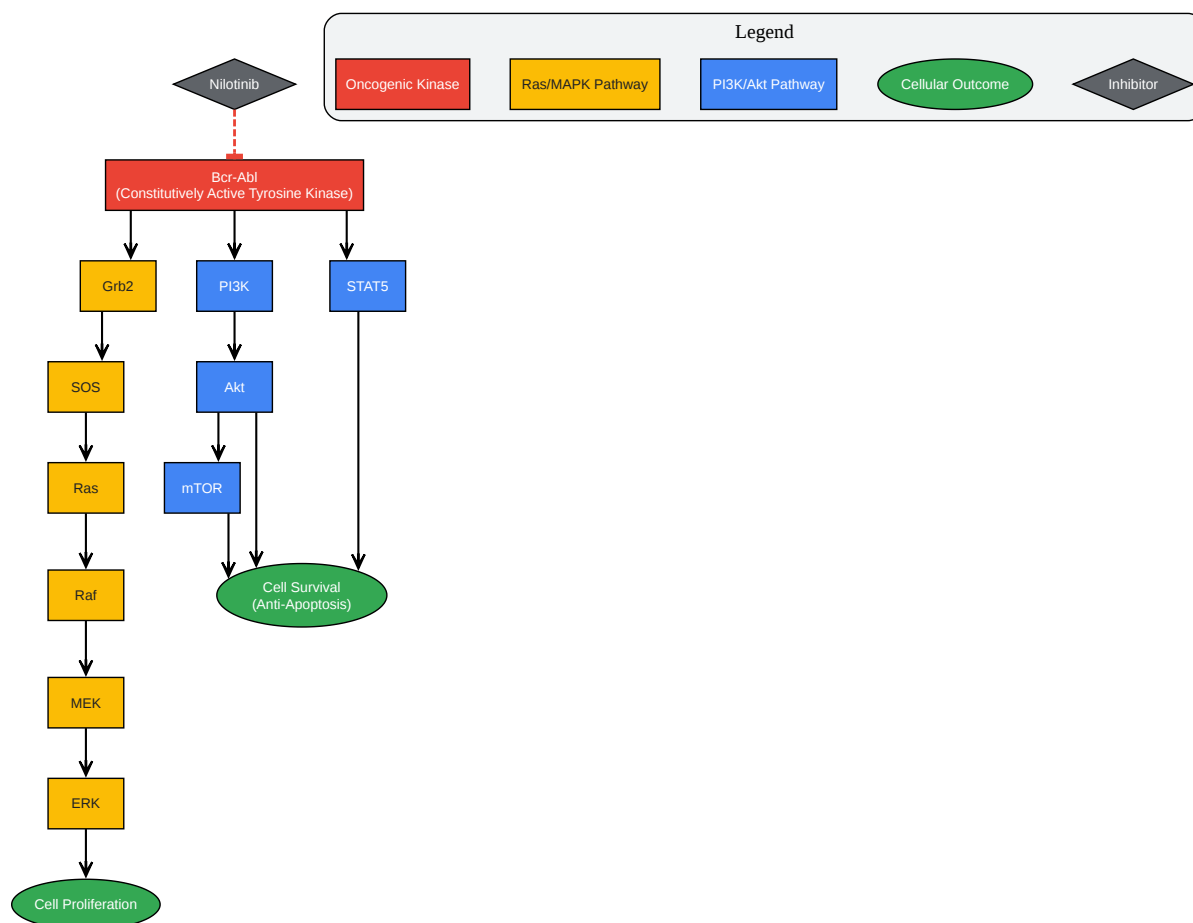 Legend
Nilotinib
Oncogenic Kinase
Ras/MAPK Pathway
PI3K/Akt Pathway
Cellular Outcome
Inhibitor
Bcr-Abl
(Constitutively Active Tyrosine Kinase)
Grb2
PI3K
STAT5
SOS
Akt
Ras
mTOR
Raf
Cell Survival
(Anti-Apoptosis)
MEK
ERK
Cell Proliferation